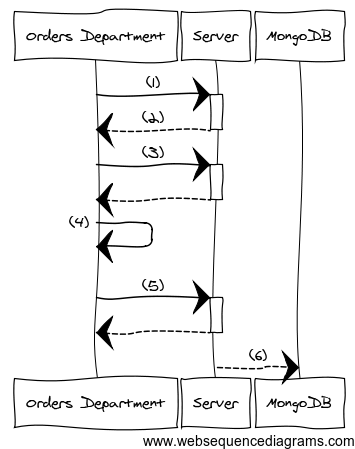 Orders Department Server MongoDB
(1)
(2)
(3)
(4)
(5)
(6)
Orders Department Server MongoDB
www.websequencediagrams.com